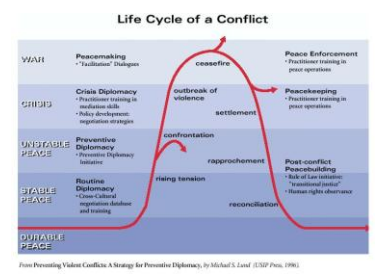 Life Cycle of a Conflict
WAR
Peacemaking
• "Facilitation" Dialogues
ceasefire
Peace Enforcement
• Practitioner training in
peace operations
CRISIS
Crisis Diplomacy
• Practitioner training in
mediation skills
• Policy development:
negotiation strategies
outbreak of
violence
settlement
Peacekeeping
• Practitioner training in
peace operations
UNSTABLE
PEACE
Preventive
Diplomacy
• Preventive Diplomacy
Initiative
confrontation
rapprochement
Post-conflict
Peacebuilding
• Rule of Law initiative:
"transitional justice"
• Human rights observance
STABLE
PEACE
Routine
Diplomacy
• Cross-Cultural
negotiation database
and training
rising tension
reconciliation
DURABLE
PEACE
From Preventing Violent Conflicts: A Strategy for Preventive Diplomacy, by Michael S. Lund (USIP Press, 1996).